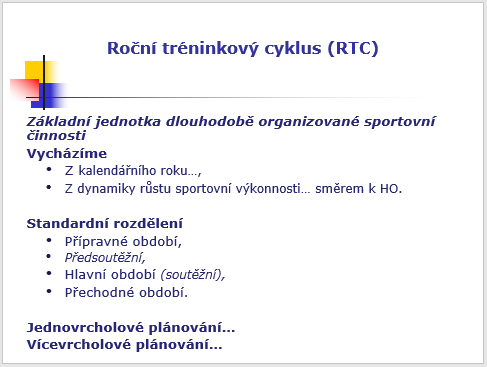 Roční tréninkový cyklus (RTC)
Základní jednotka dlouhodobě organizované sportovní
činnosti
Vycházíme
• Z kalendářního roku…,
• Z dynamiky růstu sportovní výkonnosti… směrem k HO.
Standardní rozdělení
• Přípravné období,
• Předsoutěžní,
• Hlavní období (soutěžní),
• Přechodné období.
Jednovrcholové plánování…
Vícevrcholové plánování…